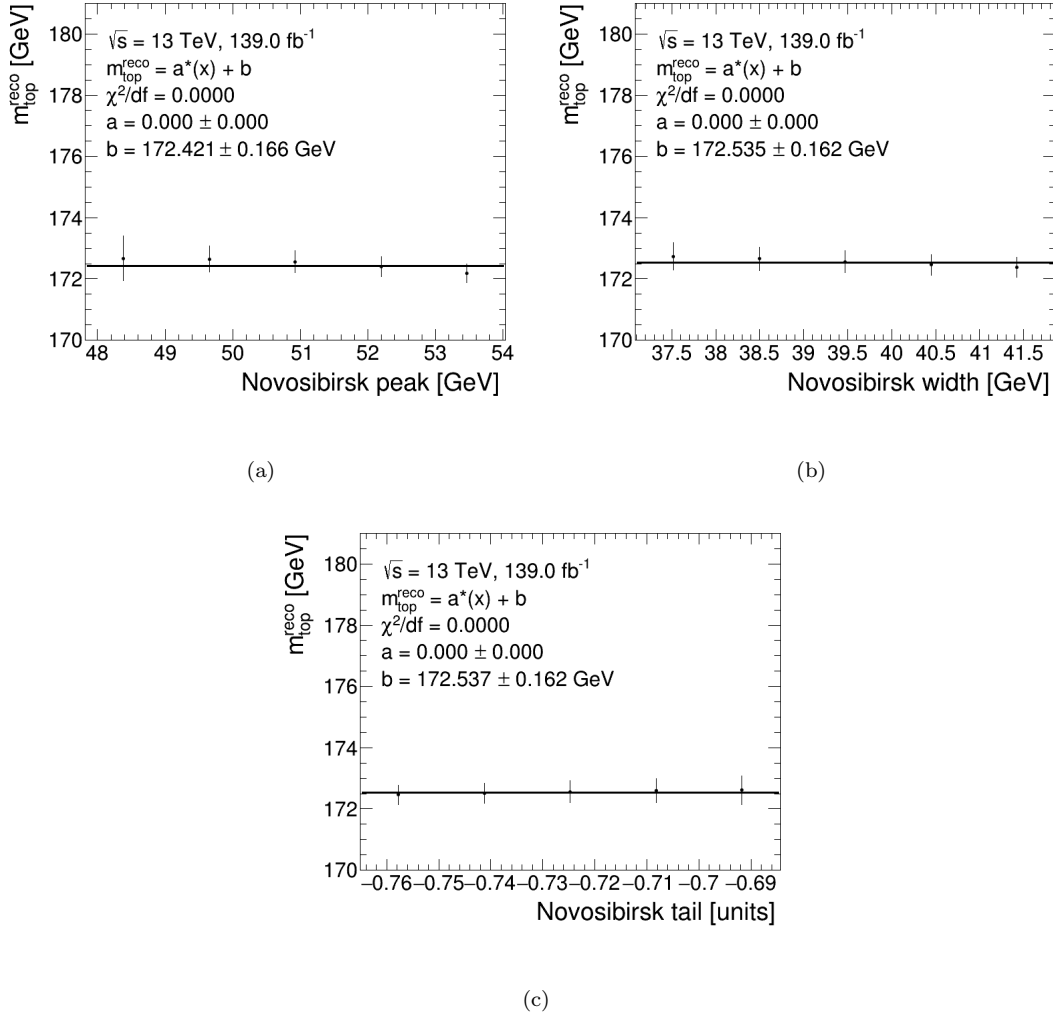 m_top^reco [GeV]
180
178
176
174
172
170
√s = 13 TeV, 139.0 fb⁻¹
m_top^reco = a*(x) + b
χ²/df = 0.0000
a = 0.000 ± 0.000
b = 172.421 ± 0.166 GeV
48 49 50 51 52 53 54
Novosibirsk peak [GeV]
(a)
m_top^reco [GeV]
180
178
176
174
172
170
√s = 13 TeV, 139.0 fb⁻¹
m_top^reco = a*(x) + b
χ²/df = 0.0000
a = 0.000 ± 0.000
b = 172.535 ± 0.162 GeV
37.5 38 38.5 39 39.5 40 40.5 41 41.5
Novosibirsk width [GeV]
(b)
m_top^reco [GeV]
180
178
176
174
172
170
√s = 13 TeV, 139.0 fb⁻¹
m_top^reco = a*(x) + b
χ²/df = 0.0000
a = 0.000 ± 0.000
b = 172.537 ± 0.162 GeV
−0.76 −0.75 −0.74 −0.73 −0.72 −0.71 −0.7 −0.69
Novosibirsk tail [units]
(c)